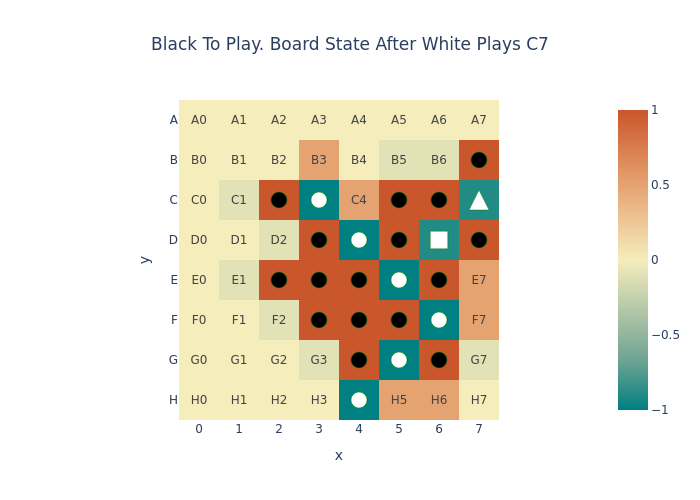 Black To Play. Board State After White Plays C7
A A0 A1 A2 A3 A4 A5 A6 A7
B B0 B1 B2 B3 B4 B5 B6
C C0 C1 C4
D D0 D1 D2
E E0 E1 E7
F F0 F1 F2 F7
G G0 G1 G2 G3 G7
H H0 H1 H2 H3 H5 H6 H7
0 1 2 3 4 5 6 7
x
y
1
0.5
0
−0.5
−1